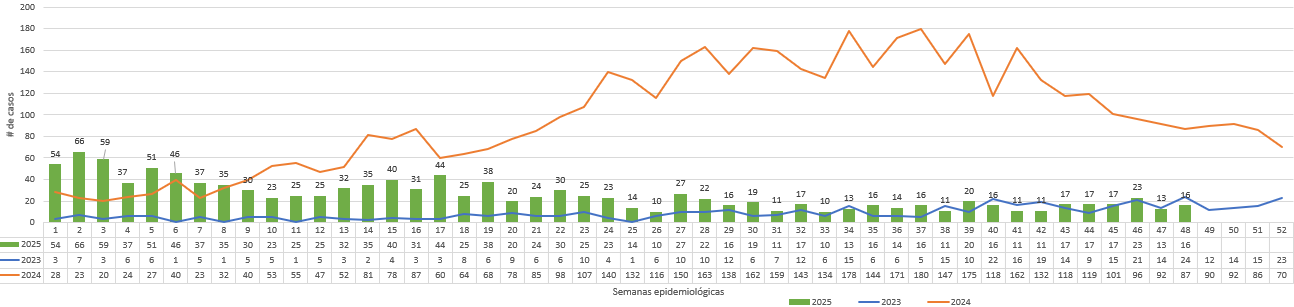 200
180
160
140
120
100
80
60
40
20
0
# de casos
54 66 59 37 51 46 37 35 30 23 25 25 32 35 40 31 44 25 38 20 24 30 25 23 14 10 27 22 16 19 11 17 10 13 16 14 16 11 20 16 11 11 17 17 17 23 13 16
1 2 3 4 5 6 7 8 9 10 11 12 13 14 15 16 17 18 19 20 21 22 23 24 25 26 27 28 29 30 31 32 33 34 35 36 37 38 39 40 41 42 43 44 45 46 47 48 49 50 51 52
2025 54 66 59 37 51 46 37 35 30 23 25 25 32 35 40 31 44 25 38 20 24 30 25 23 14 10 27 22 16 19 11 17 10 13 16 14 16 11 20 16 11 11 17 17 17 23 13 16
2023 3 7 3 6 6 1 5 1 5 5 1 5 3 2 4 3 3 8 6 9 6 6 10 4 1 6 10 10 12 6 7 12 6 15 6 6 5 15 10 22 16 19 14 9 15 21 14 24 12 14 15 23
2024 28 23 20 24 27 40 23 32 40 53 55 47 52 81 78 87 60 64 68 78 85 98 107 140 132 116 150 163 138 162 159 143 134 178 144 171 180 147 175 118 162 132 118 119 101 96 92 87 90 92 86 70
Semanas epidemiológicas
2025 2023 2024